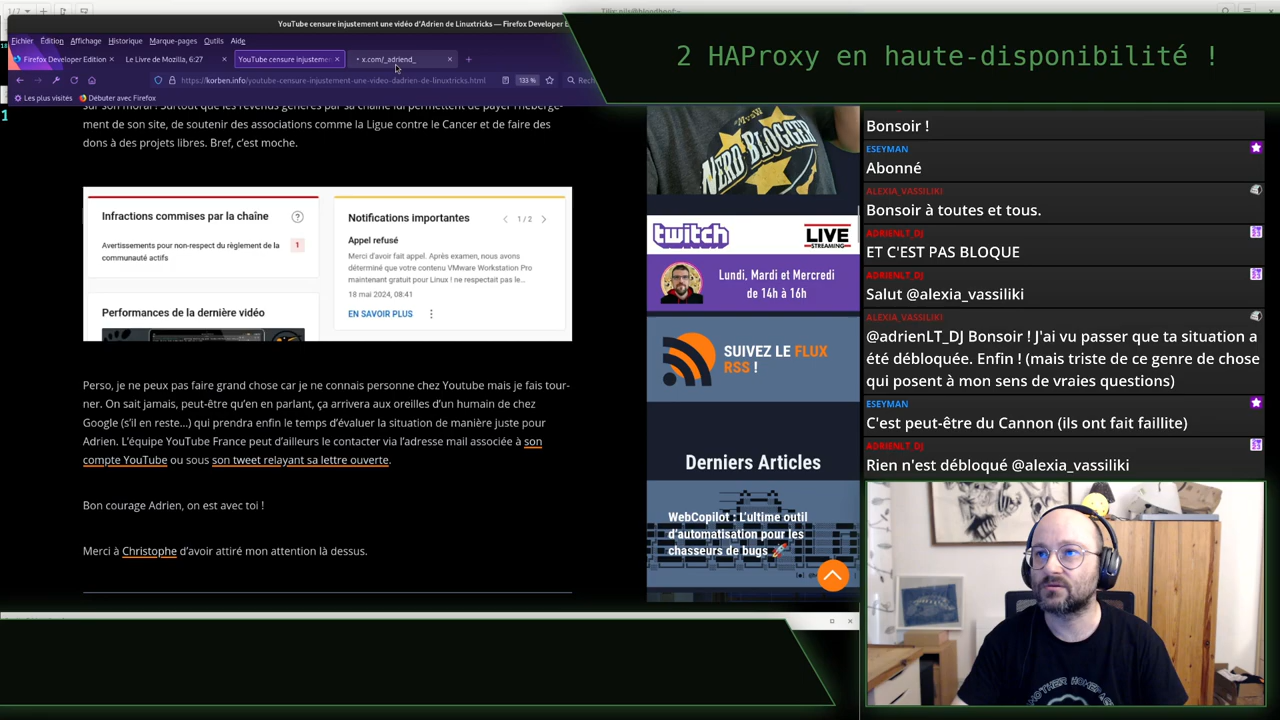 YouTube censure injustement une vidéo d'Adrien de Linuxtricks — Firefox Developer E
2 HAProxy en haute-disponibilité !
Fichier Édition Affichage Historique Marque-pages Outils Aide
Firefox Developer Edition
Le Livre de Mozilla, 6:27
YouTube censure injusteme
x.com/_adriend_
https://korben.info/youtube-censure-injustement-une-video-dadrien-de-linuxtricks.html
133 %
Les plus visités
Débuter avec Firefox
ment de son site, de soutenir des associations comme la Ligue contre le Cancer et de faire des
dons à des projets libres. Bref, c'est moche.
Infractions commises par la chaîne
Avertissements pour non-respect du règlement de la
communauté actifs
1
Performances de la dernière vidéo
Notifications importantes
1 / 2
Appel refusé
Merci d'avoir fait appel. Après examen, nous avons
déterminé que votre contenu VMware Workstation Pro
maintenant gratuit pour Linux ! ne respectait pas le...
18 mai 2024, 08:41
EN SAVOIR PLUS
Perso, je ne peux pas faire grand chose car je ne connais personne chez Youtube mais je fais tour-
ner. On sait jamais, peut-être qu'en en parlant, ça arrivera aux oreilles d'un humain de chez
Google (s'il en reste...) qui prendra enfin le temps d'évaluer la situation de manière juste pour
Adrien. L'équipe YouTube France peut d'ailleurs le contacter via l'adresse mail associée à son
compte YouTube ou sous son tweet relayant sa lettre ouverte.
Bon courage Adrien, on est avec toi !
Merci à Christophe d'avoir attiré mon attention là dessus.
NERD BLOGGER
twitch
LIVE
STREAMING
Lundi, Mardi et Mercredi
de 14h à 16h
SUIVEZ LE FLUX
RSS !
Derniers Articles
WebCopilot : L'ultime outil
d'automatisation pour les
chasseurs de bugs 🚀
Bonsoir !
ESEYMAN
Abonné
ALEXIA_VASSILIKI
Bonsoir à toutes et tous.
ADRIENLT_DJ
ET C'EST PAS BLOQUE
ADRIENLT_DJ
Salut @alexia_vassiliki
ALEXIA_VASSILIKI
@adrienLT_DJ Bonsoir ! J'ai vu passer que ta situation a
été débloquée. Enfin ! (mais triste de ce genre de chose
qui posent à mon sens de vraies questions)
ESEYMAN
C'est peut-être du Cannon (ils ont fait faillite)
ADRIENLT_DJ
Rien n'est débloqué @alexia_vassiliki